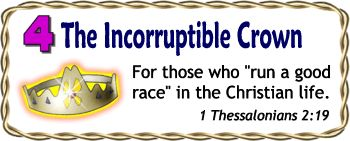 4 The Incorruptible Crown
For those who "run a good
race" in the Christian life.
1 Thessalonians 2:19